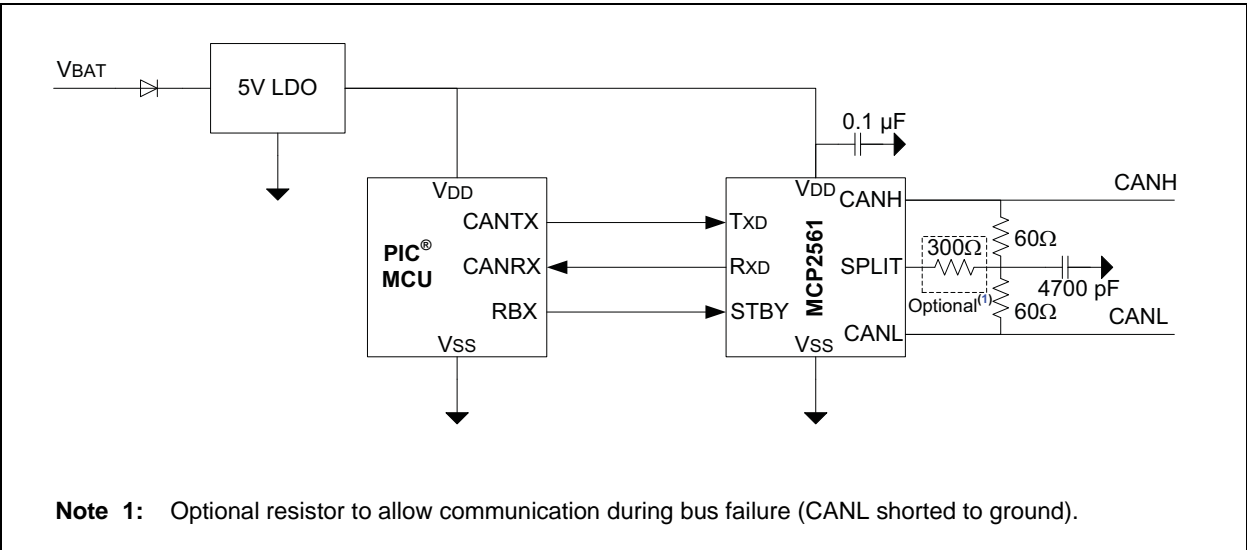 VBAT
5V LDO
0.1 µF
VDD
CANTX
CANRX
RBX
PIC®
MCU
VSS
VDD
TXD
RXD
STBY
MCP2561
CANH
SPLIT
CANL
VSS
300Ω
Optional(1)
60Ω
60Ω
4700 pF
CANH
CANL
Note 1: Optional resistor to allow communication during bus failure (CANL shorted to ground).